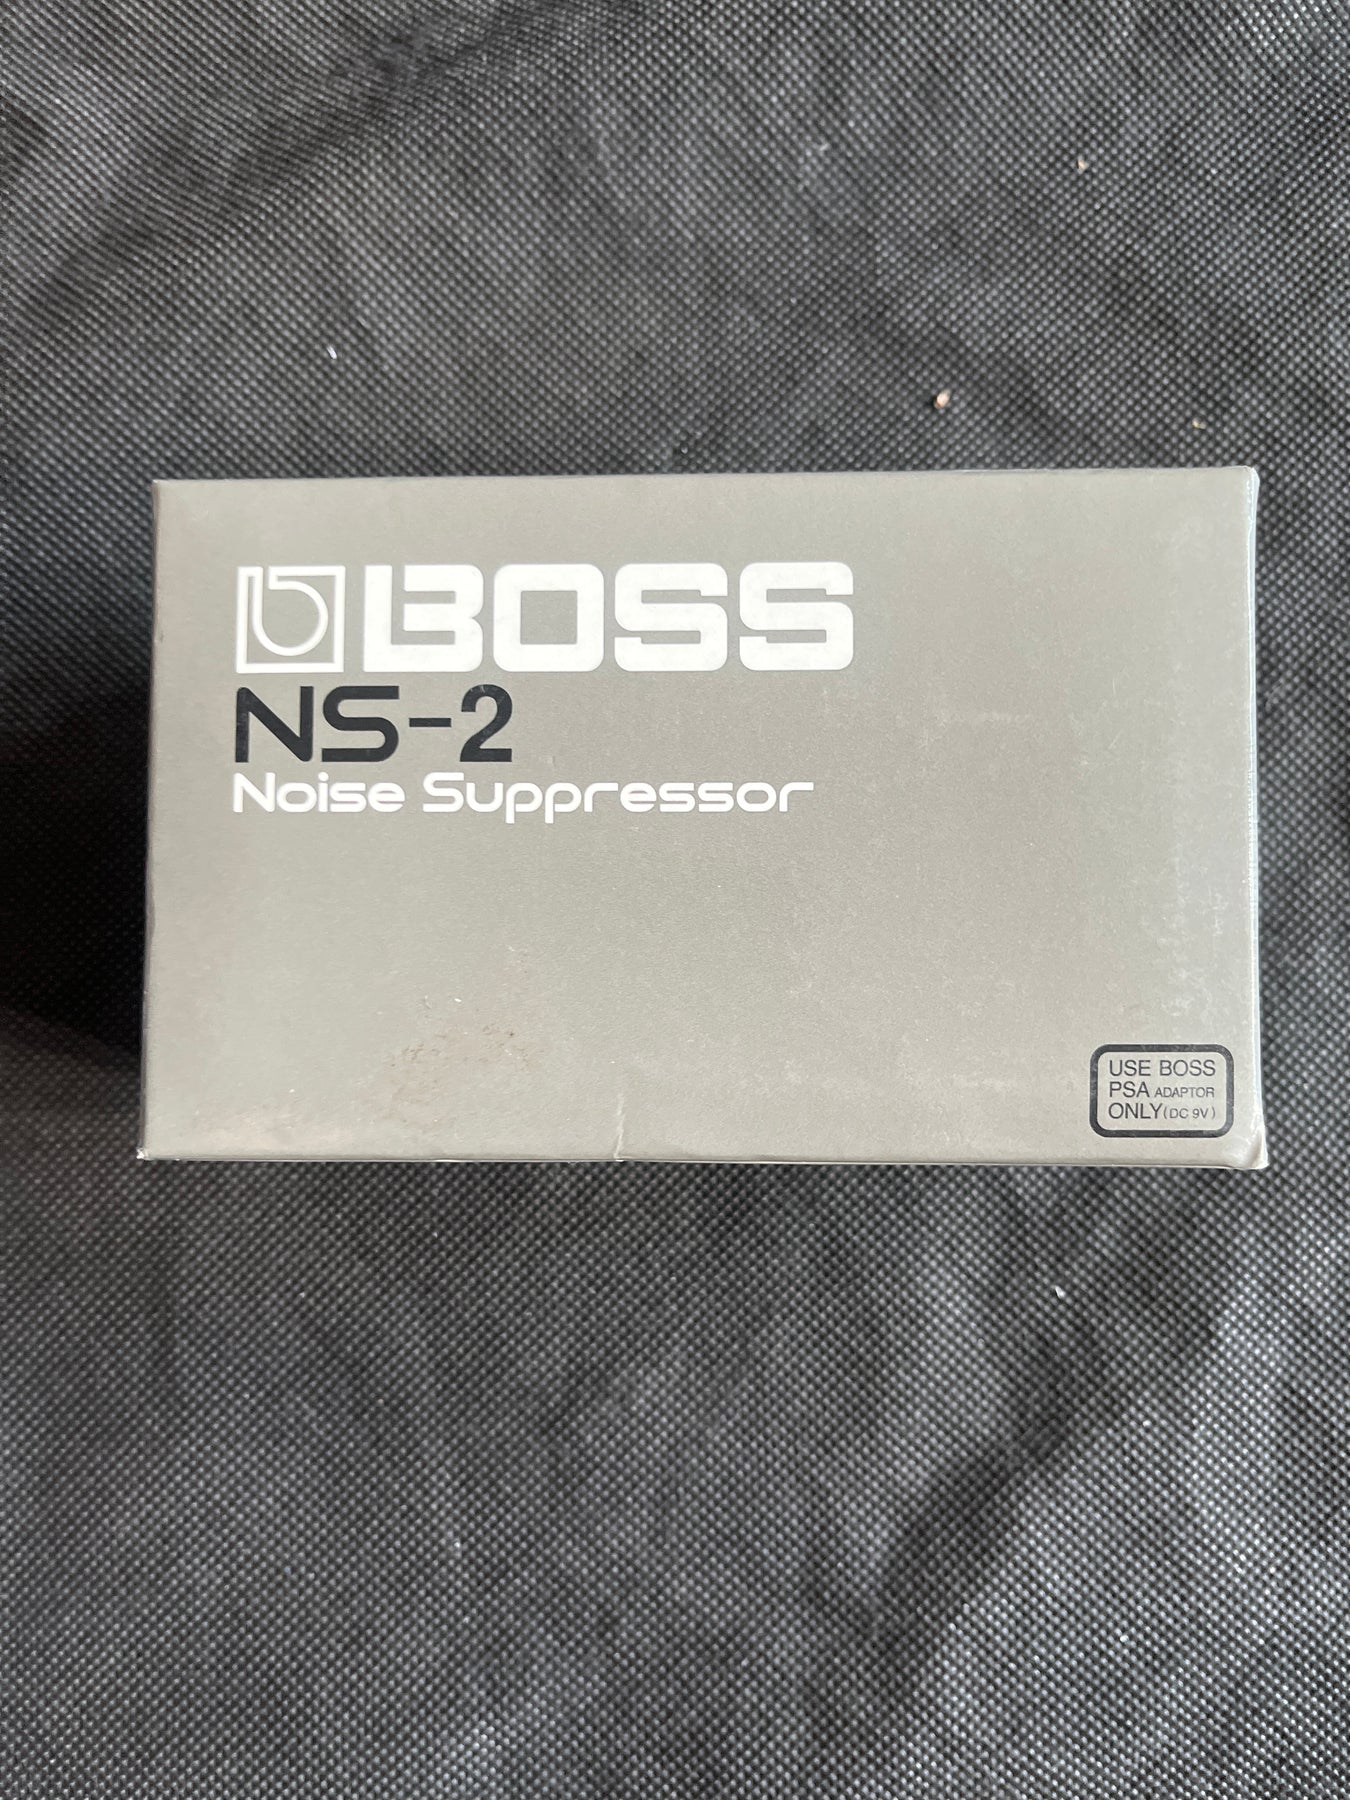 BOSS
NS-2
Noise Suppressor
USE BOSS
PSA ADAPTOR
ONLY(DC 9V)